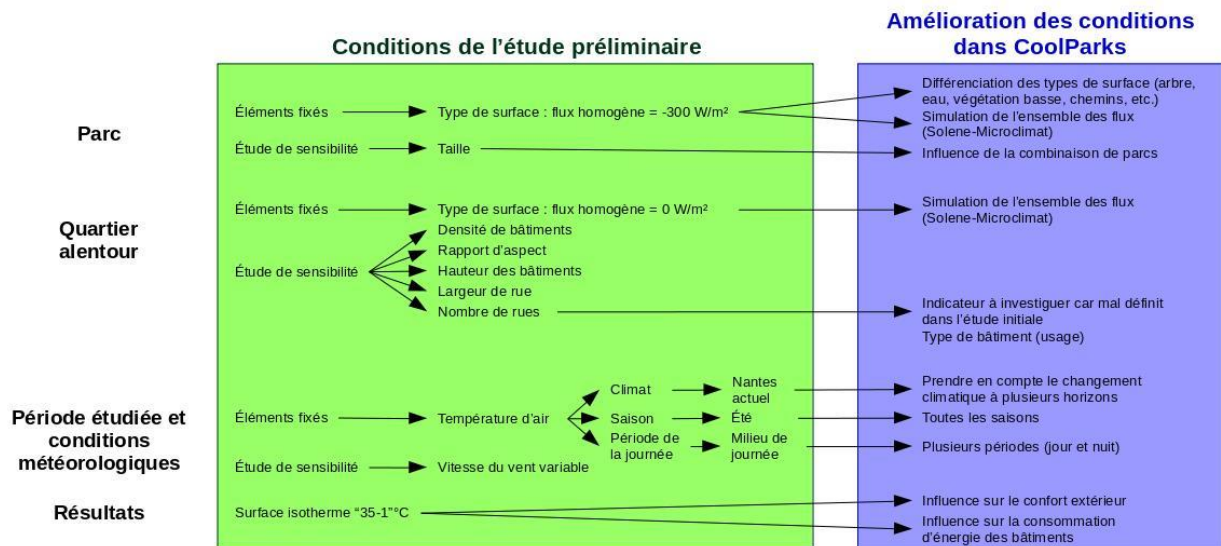 Conditions de l'étude préliminaire
Amélioration des conditions
dans CoolParks
Parc
Éléments fixés
Type de surface : flux homogène = -300 W/m²
Différenciation des types de surface (arbre,
eau, végétation basse, chemins, etc.)
Simulation de l'ensemble des flux
(Solene-Microclimat)
Étude de sensibilité
Taille
Influence de la combinaison de parcs
Quartier
alentour
Éléments fixés
Type de surface : flux homogène = 0 W/m²
Simulation de l'ensemble des flux
(Solene-Microclimat)
Étude de sensibilité
Densité de bâtiments
Rapport d'aspect
Hauteur des bâtiments
Largeur de rue
Nombre de rues
Indicateur à investiguer car mal définit
dans l'étude initiale
Type de bâtiment (usage)
Période étudiée et
conditions
météorologiques
Éléments fixés
Température d'air
Climat
Nantes
actuel
Prendre en compte le changement
climatique à plusieurs horizons
Saison
Été
Toutes les saisons
Période de
la journée
Milieu de
journée
Plusieurs périodes (jour et nuit)
Étude de sensibilité
Vitesse du vent variable
Résultats
Surface isotherme "35-1"°C
Influence sur le confort extérieur
Influence sur la consommation
d'énergie des bâtiments